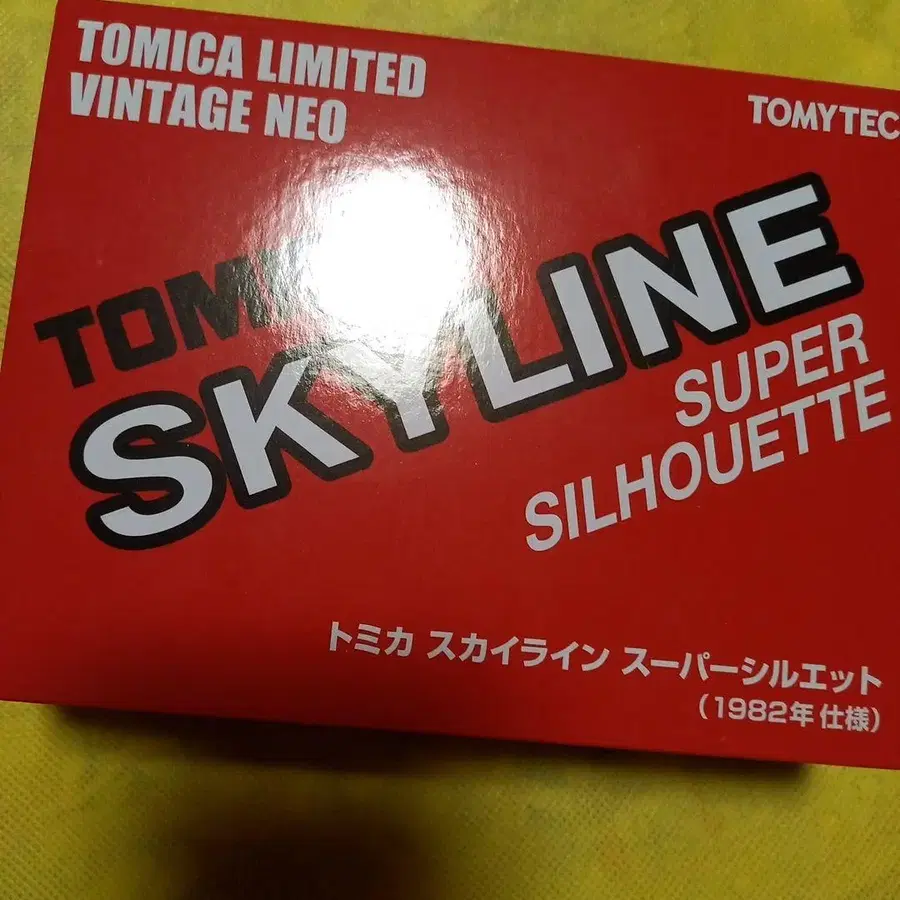 TOMICA LIMITED
VINTAGE NEO
TOMYTEC
SKYLINE
SUPER
SILHOUETTE
トミカ スカイライン スーパーシルエット
(1982年 仕様)